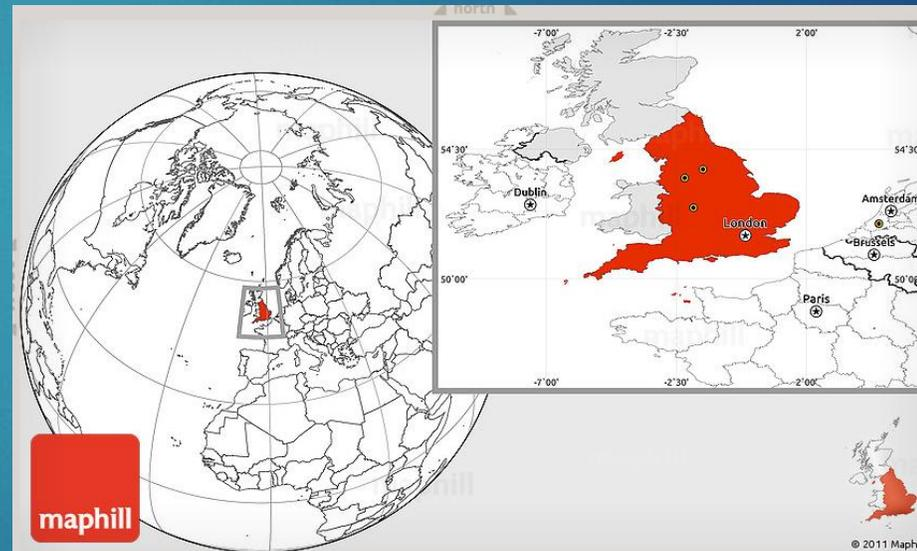 north
-7°00'
-2°30'
2°00'
54°30'
54°30'
Dublin
London
Amsterdam
Brussels
50°00'
50°00'
Paris
-7°00'
-2°30'
2°00'
maphill
© 2011 Maph